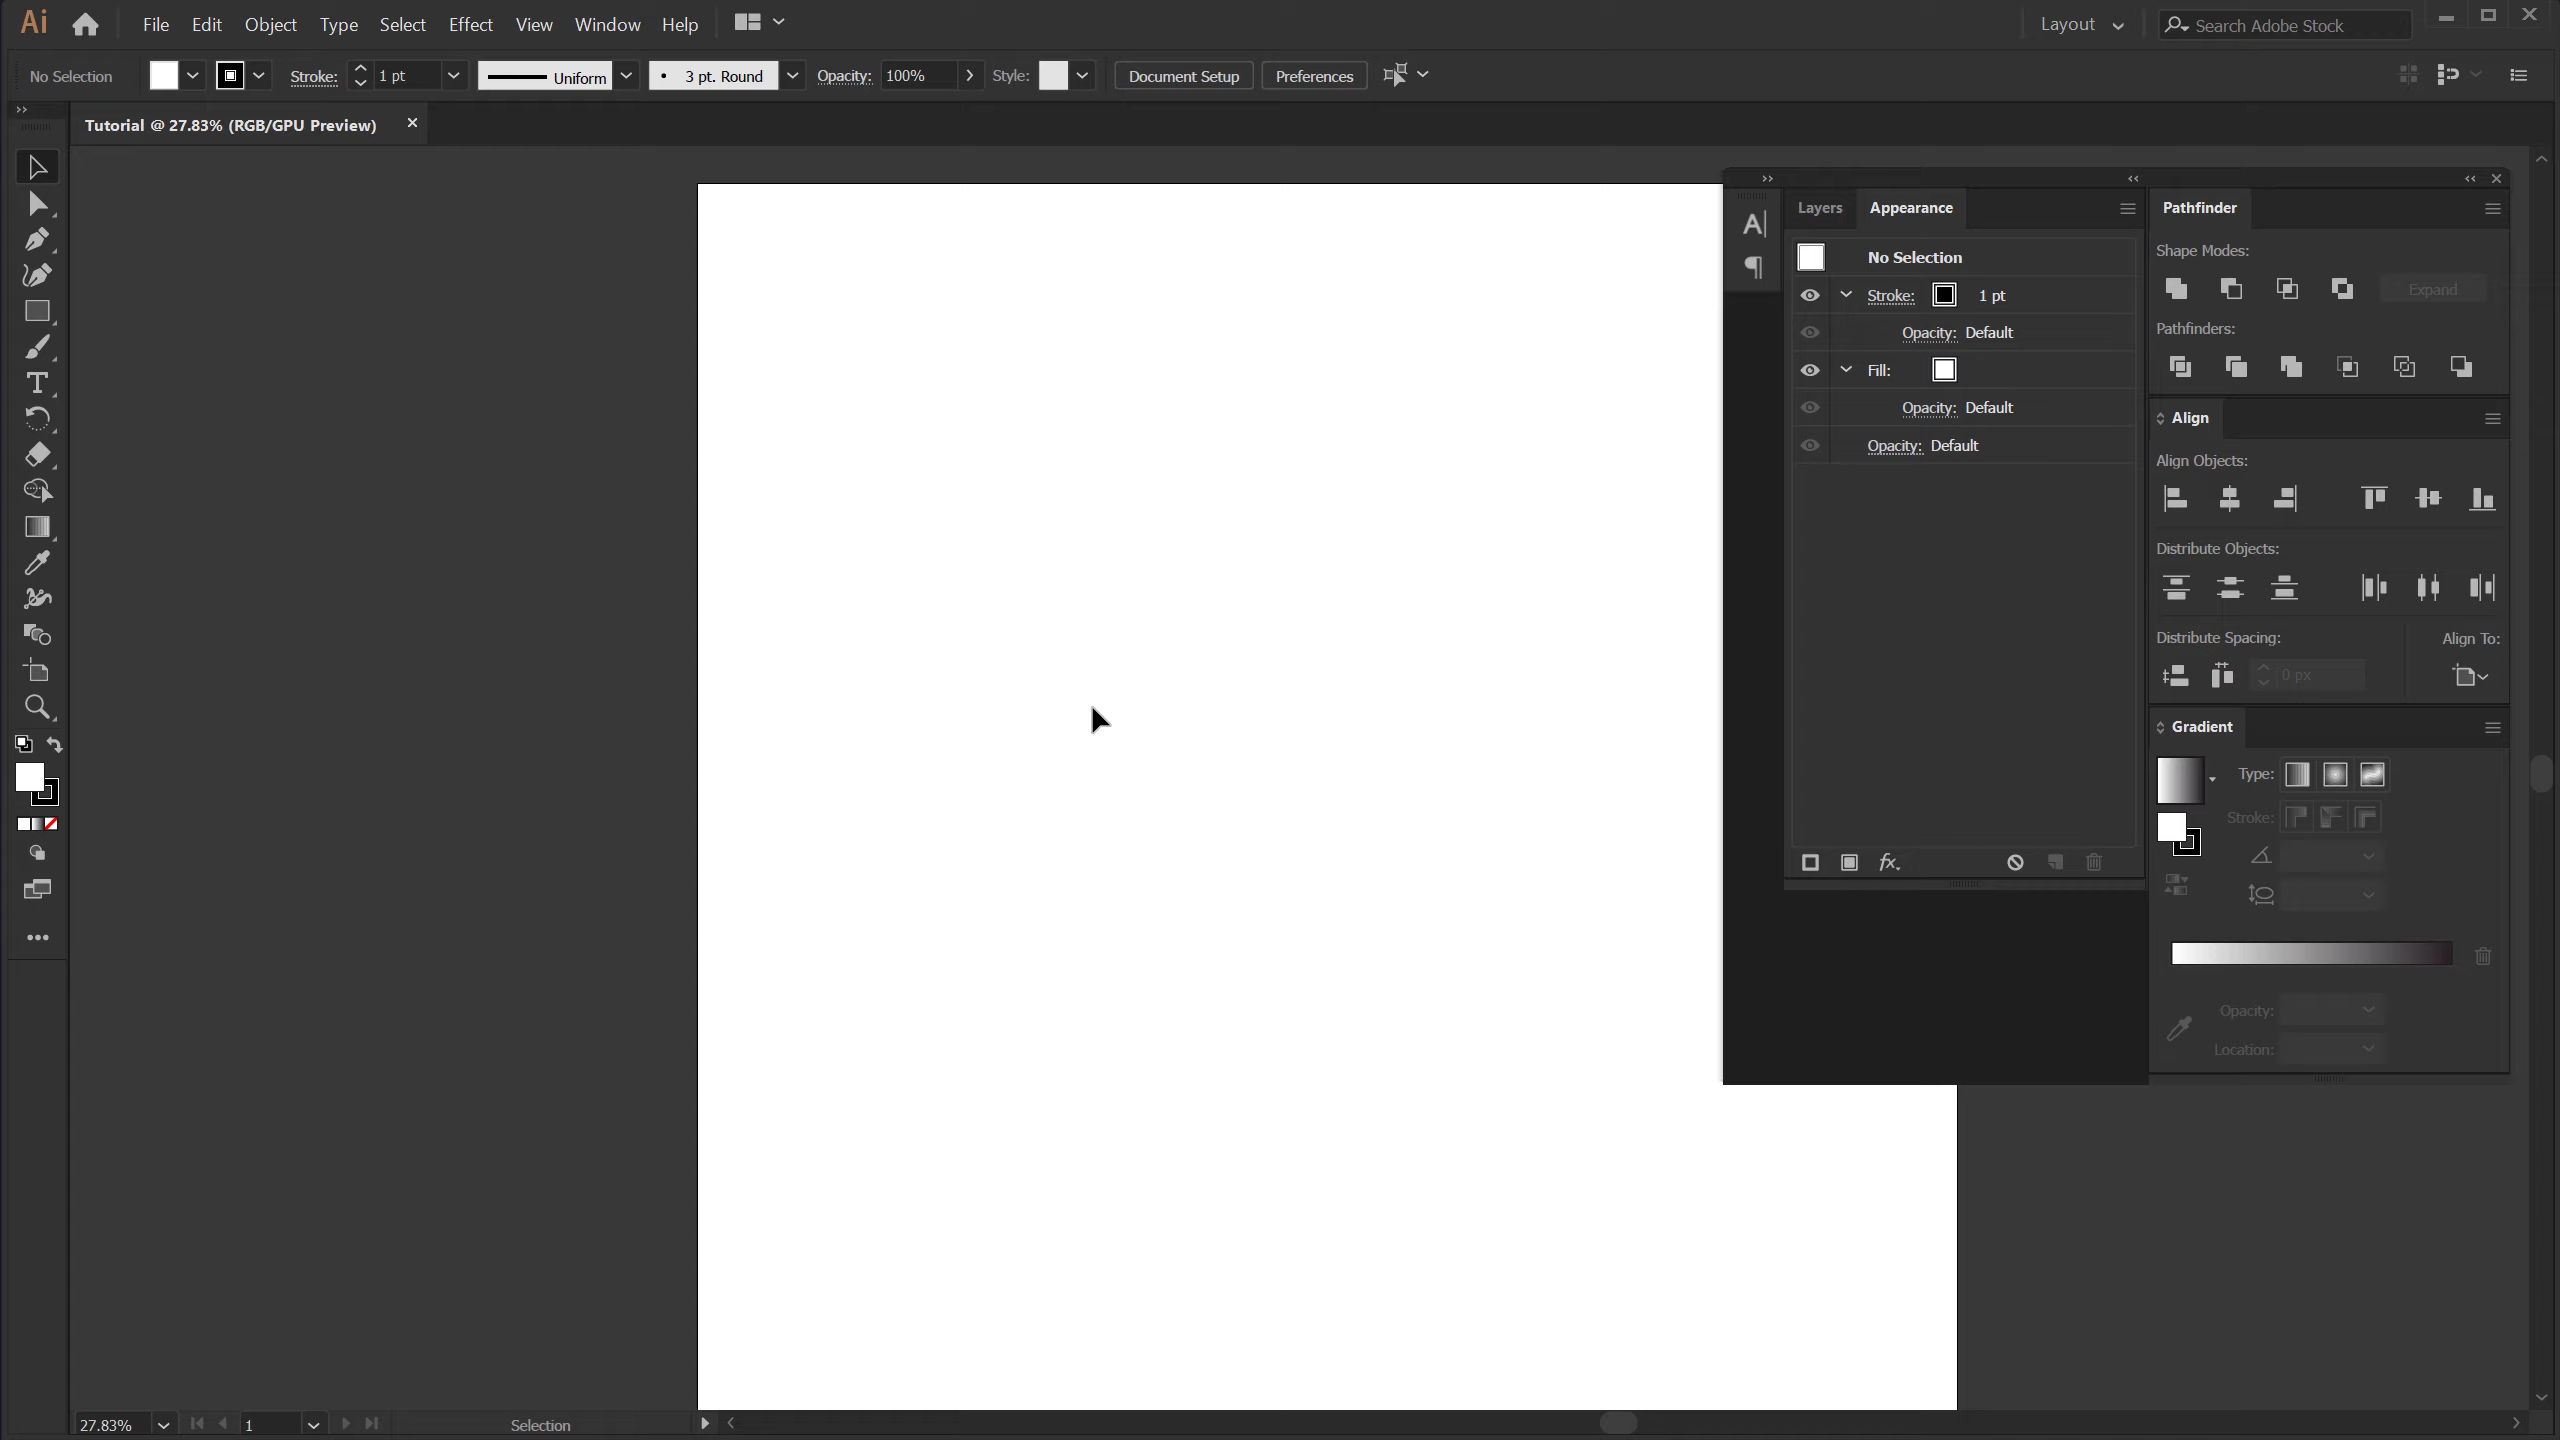 Ai File Edit Object Type Select Effect View Window Help Layout Search Adobe Stock
No Selection Stroke: 1 pt Uniform 3 pt. Round Opacity: 100% Style: Document Setup Preferences
Tutorial @ 27.83% (RGB/GPU Preview)
Layers Appearance
No Selection
Stroke: 1 pt
Opacity: Default
Fill:
Opacity: Default
Opacity: Default
fx
Pathfinder
Shape Modes:
Expand
Pathfinders:
Align
Align Objects:
Distribute Objects:
Distribute Spacing: Align To:
0 px
Gradient
Type:
Stroke:
Opacity:
Location:
27.83% 1 Selection